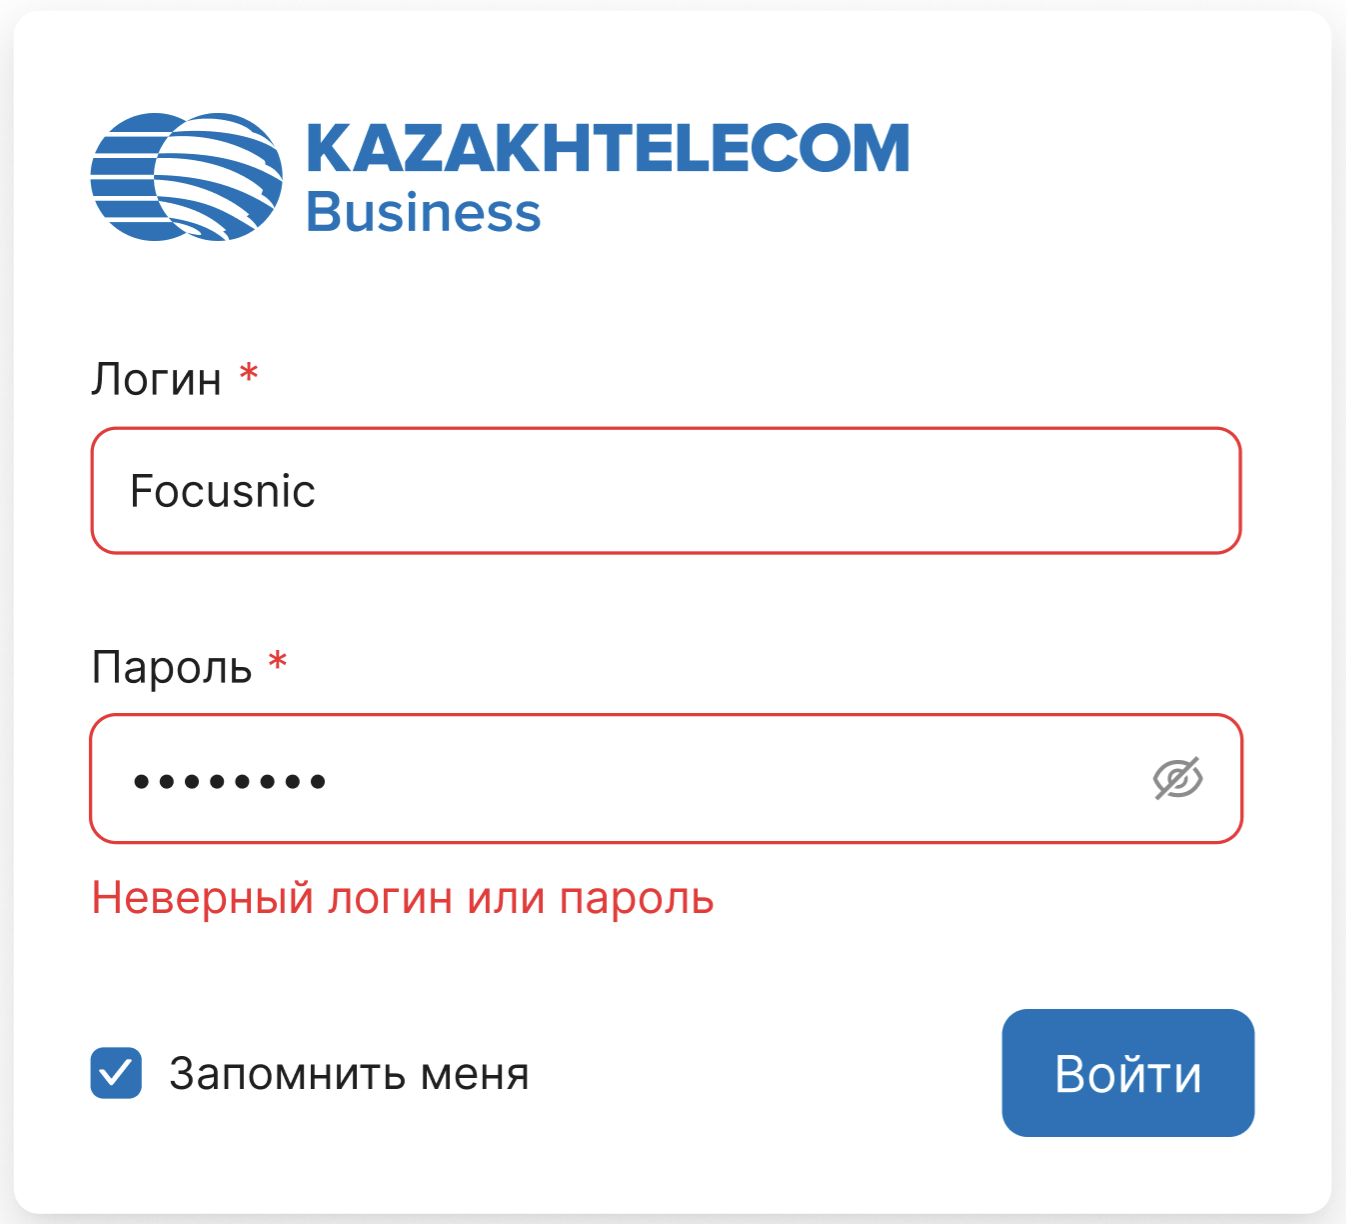 KAZAKHTELECOM
Business
Логин *
Focusnic
Пароль *
••••••••
Неверный логин или пароль
Запомнить меня
Войти